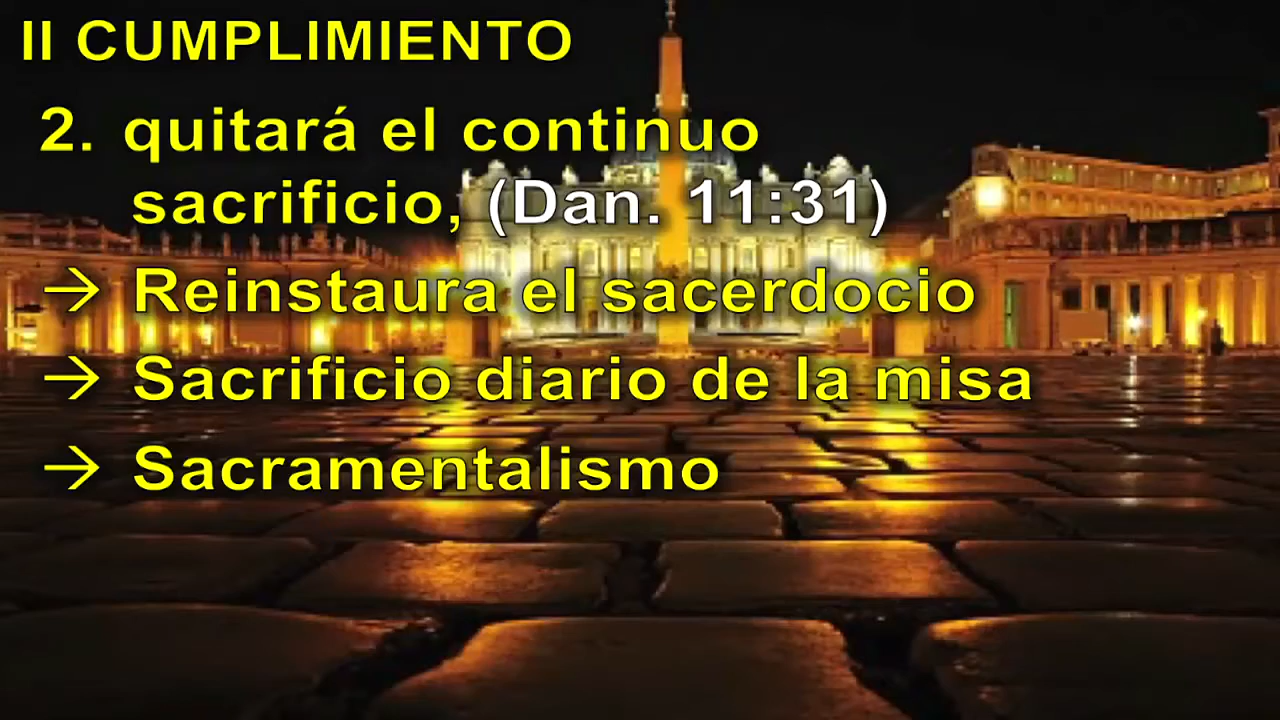 II CUMPLIMIENTO
2. quitará el continuo
sacrificio, (Dan. 11:31)
→ Reinstaura el sacerdocio
→ Sacrificio diario de la misa
→ Sacramentalismo